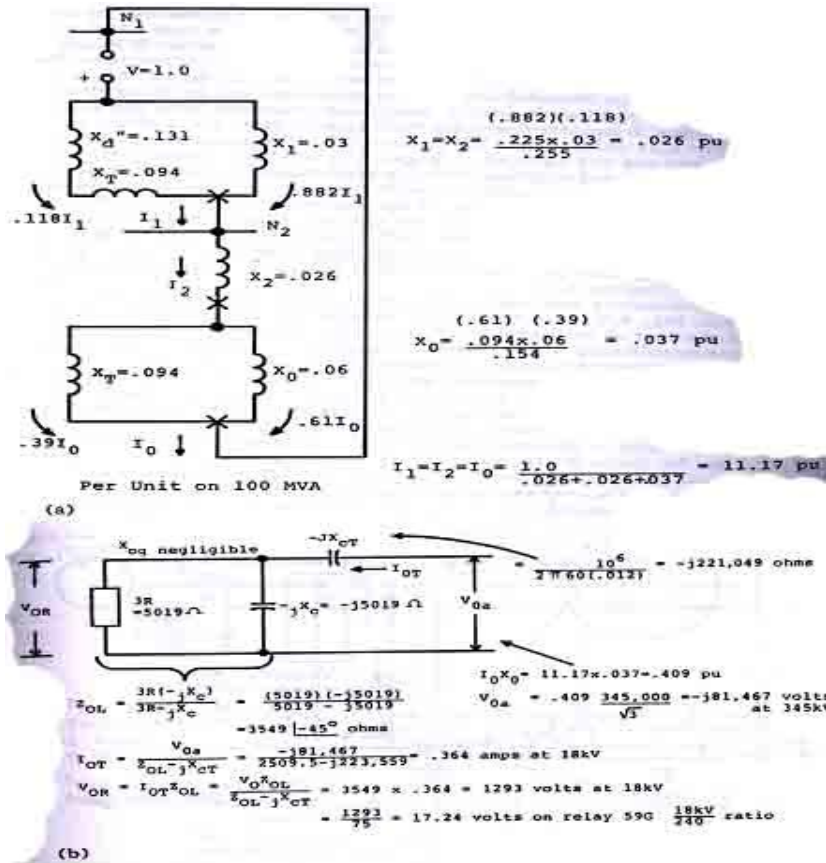 N1
+ V=1.0
Xd"=.131
X1=.03
XT=.094
.118I1
I1
.882I1
N2
I2
X2=.026
XT=.094
X0=.06
.39I0
I0
.61I0
Per Unit on 100 MVA
(a)
(.882)(.118)
X1=X2= .225x.03 / .255 = .026 pu
(.61) (.39)
X0= .094x.06 / .154 = .037 pu
I1=I2=I0= 1.0 / .026+.026+037 = 11.17 pu
Xog negligible
-jXCT
IOT
= 10^6 / 2π60(.012) = -j221,049 ohms
VOR
3R
=5019Ω
-jXC= -j5019Ω
V0a
I0X0= 11.17x.037=.409 pu
V0a = .409 345,000 / √3 =-j81,467 volts
at 345kV
ZOL = 3R(-jXC) / 3R-jXC = (5019)(-j5019) / 5019 - j5019
=3549 |-45° ohms
IOT = V0a / ZOL-jXCT = -j81,467 / 2509.5-j223,559 = .364 amps at 18kV
VOR = IOTZOL = VOZOL / ZOL-jXCT = 3549 x .364 = 1293 volts at 18kV
= 1293 / 75 = 17.24 volts on relay 59G 18kV / 240 ratio
(b)